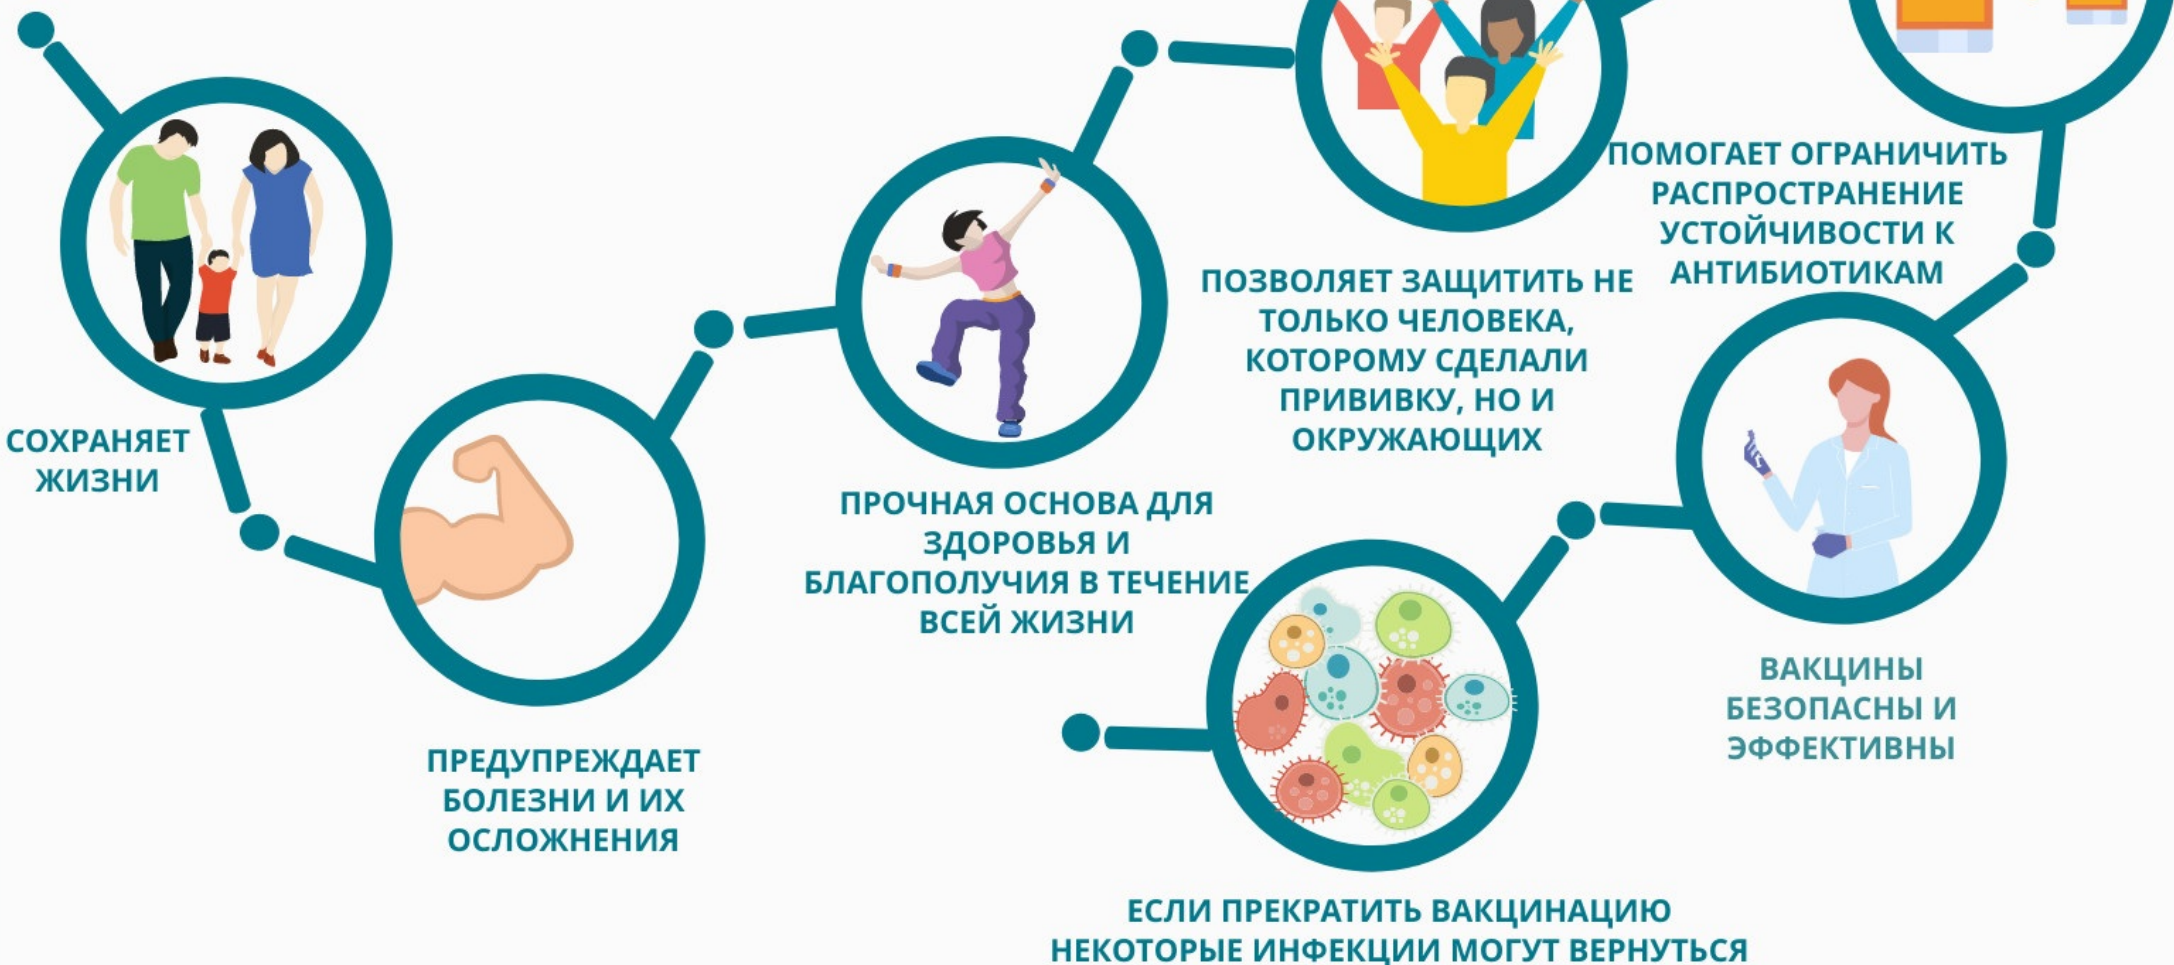 СОХРАНЯЕТ
ЖИЗНИ
ПРЕДУПРЕЖДАЕТ
БОЛЕЗНИ И ИХ
ОСЛОЖНЕНИЯ
ПРОЧНАЯ ОСНОВА ДЛЯ
ЗДОРОВЬЯ И
БЛАГОПОЛУЧИЯ В ТЕЧЕНИЕ
ВСЕЙ ЖИЗНИ
ПОЗВОЛЯЕТ ЗАЩИТИТЬ НЕ
ТОЛЬКО ЧЕЛОВЕКА,
КОТОРОМУ СДЕЛАЛИ
ПРИВИВКУ, НО И
ОКРУЖАЮЩИХ
ПОМОГАЕТ ОГРАНИЧИТЬ
РАСПРОСТРАНЕНИЕ
УСТОЙЧИВОСТИ К
АНТИБИОТИКАМ
ВАКЦИНЫ
БЕЗОПАСНЫ И
ЭФФЕКТИВНЫ
ЕСЛИ ПРЕКРАТИТЬ ВАКЦИНАЦИЮ
НЕКОТОРЫЕ ИНФЕКЦИИ МОГУТ ВЕРНУТЬСЯ